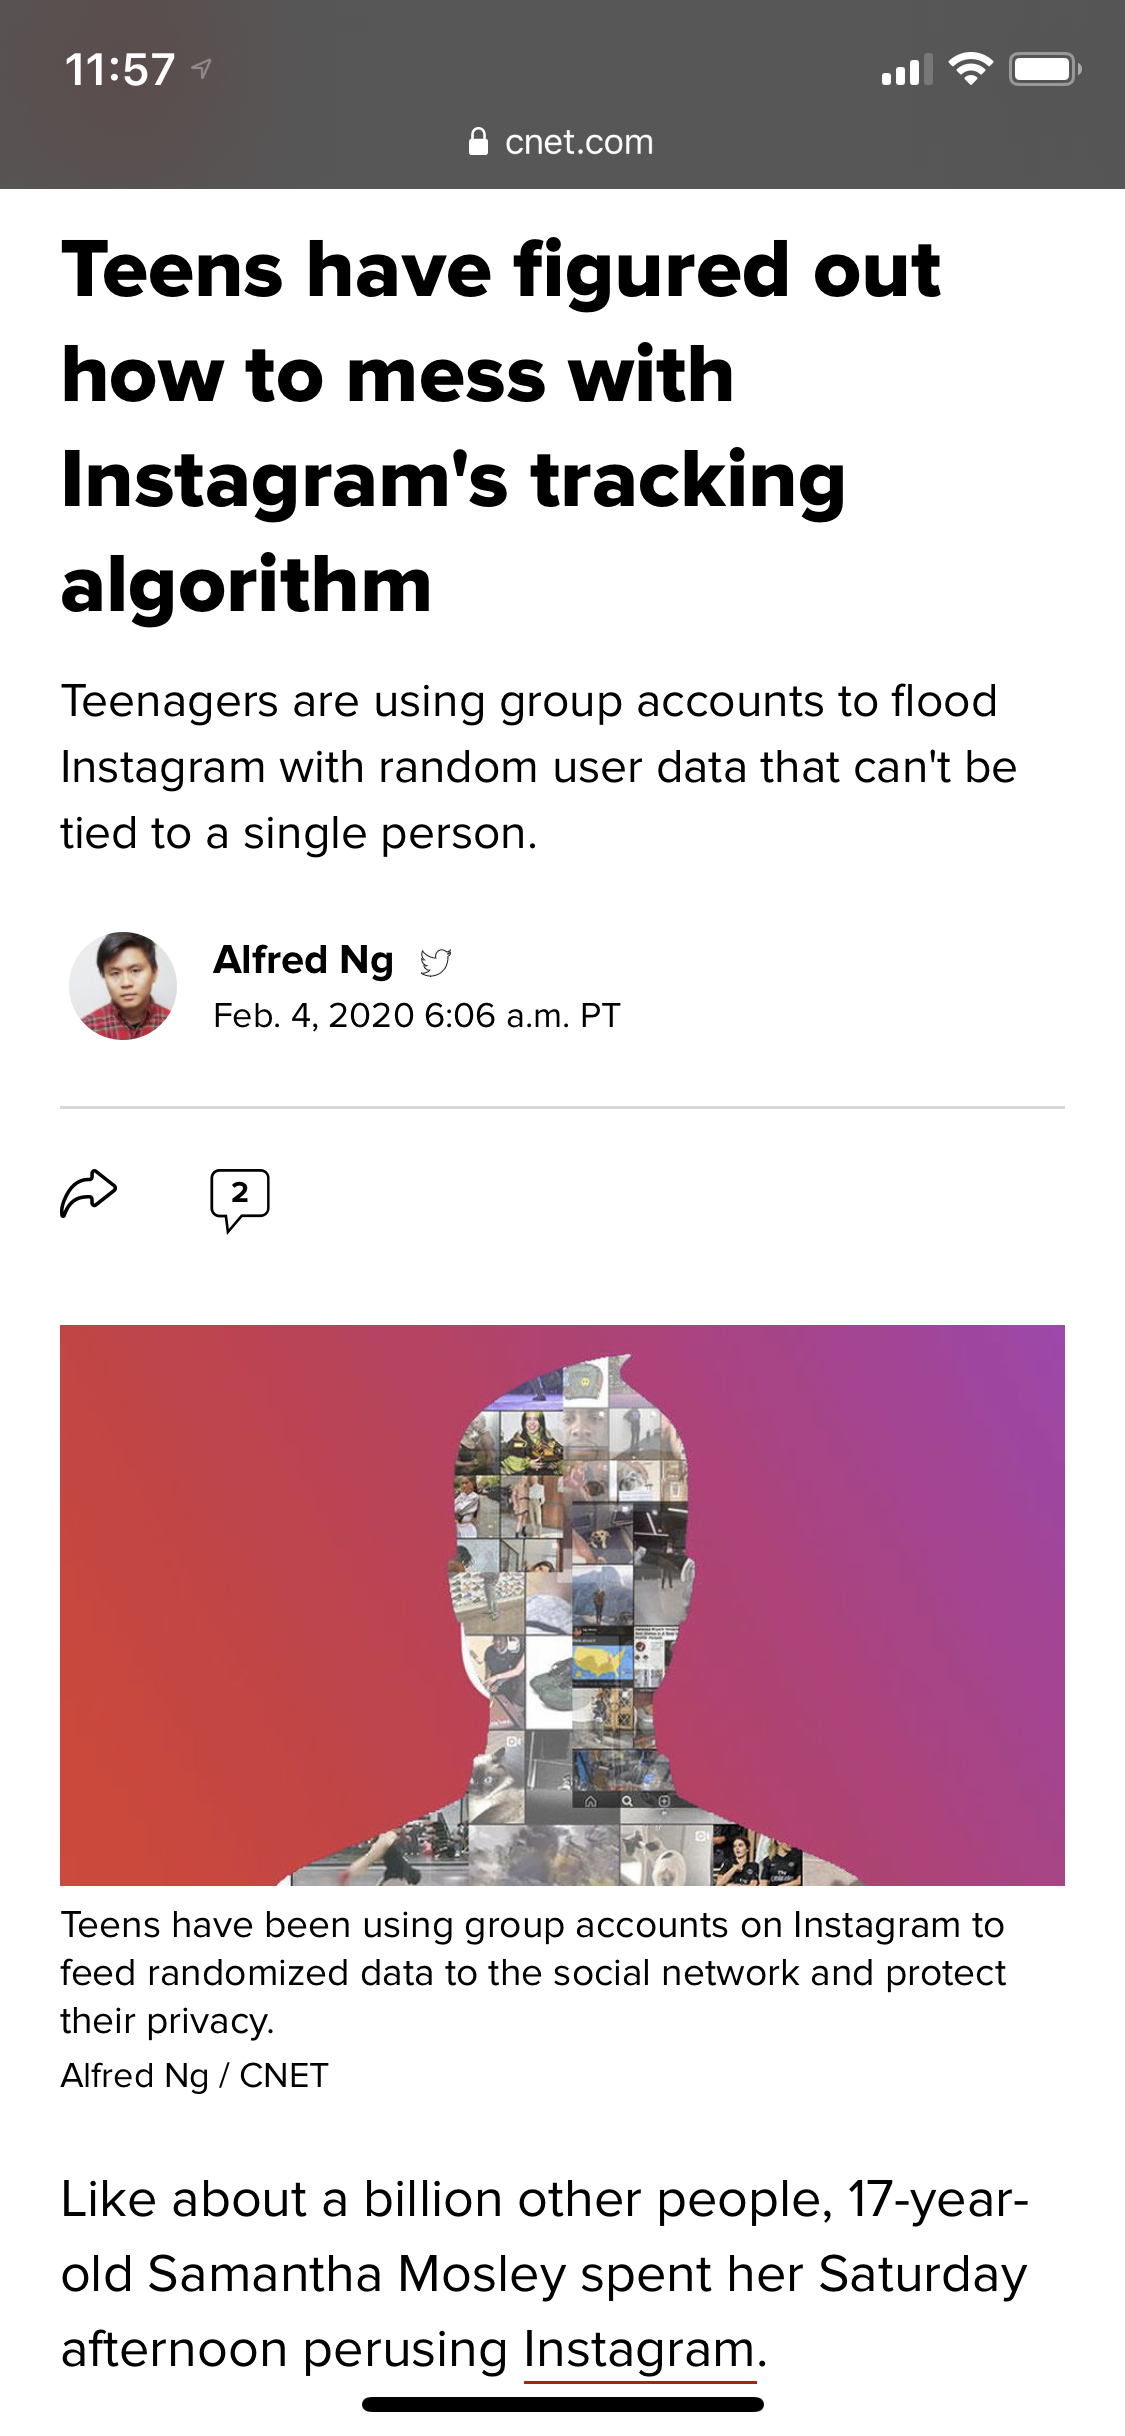 11:57
cnet.com
Teens have figured out
how to mess with
Instagram's tracking
algorithm
Teenagers are using group accounts to flood
Instagram with random user data that can't be
tied to a single person.
Alfred Ng
Feb. 4, 2020 6:06 a.m. PT
2
Teens have been using group accounts on Instagram to
feed randomized data to the social network and protect
their privacy.
Alfred Ng / CNET
Like about a billion other people, 17-year-
old Samantha Mosley spent her Saturday
afternoon perusing Instagram.